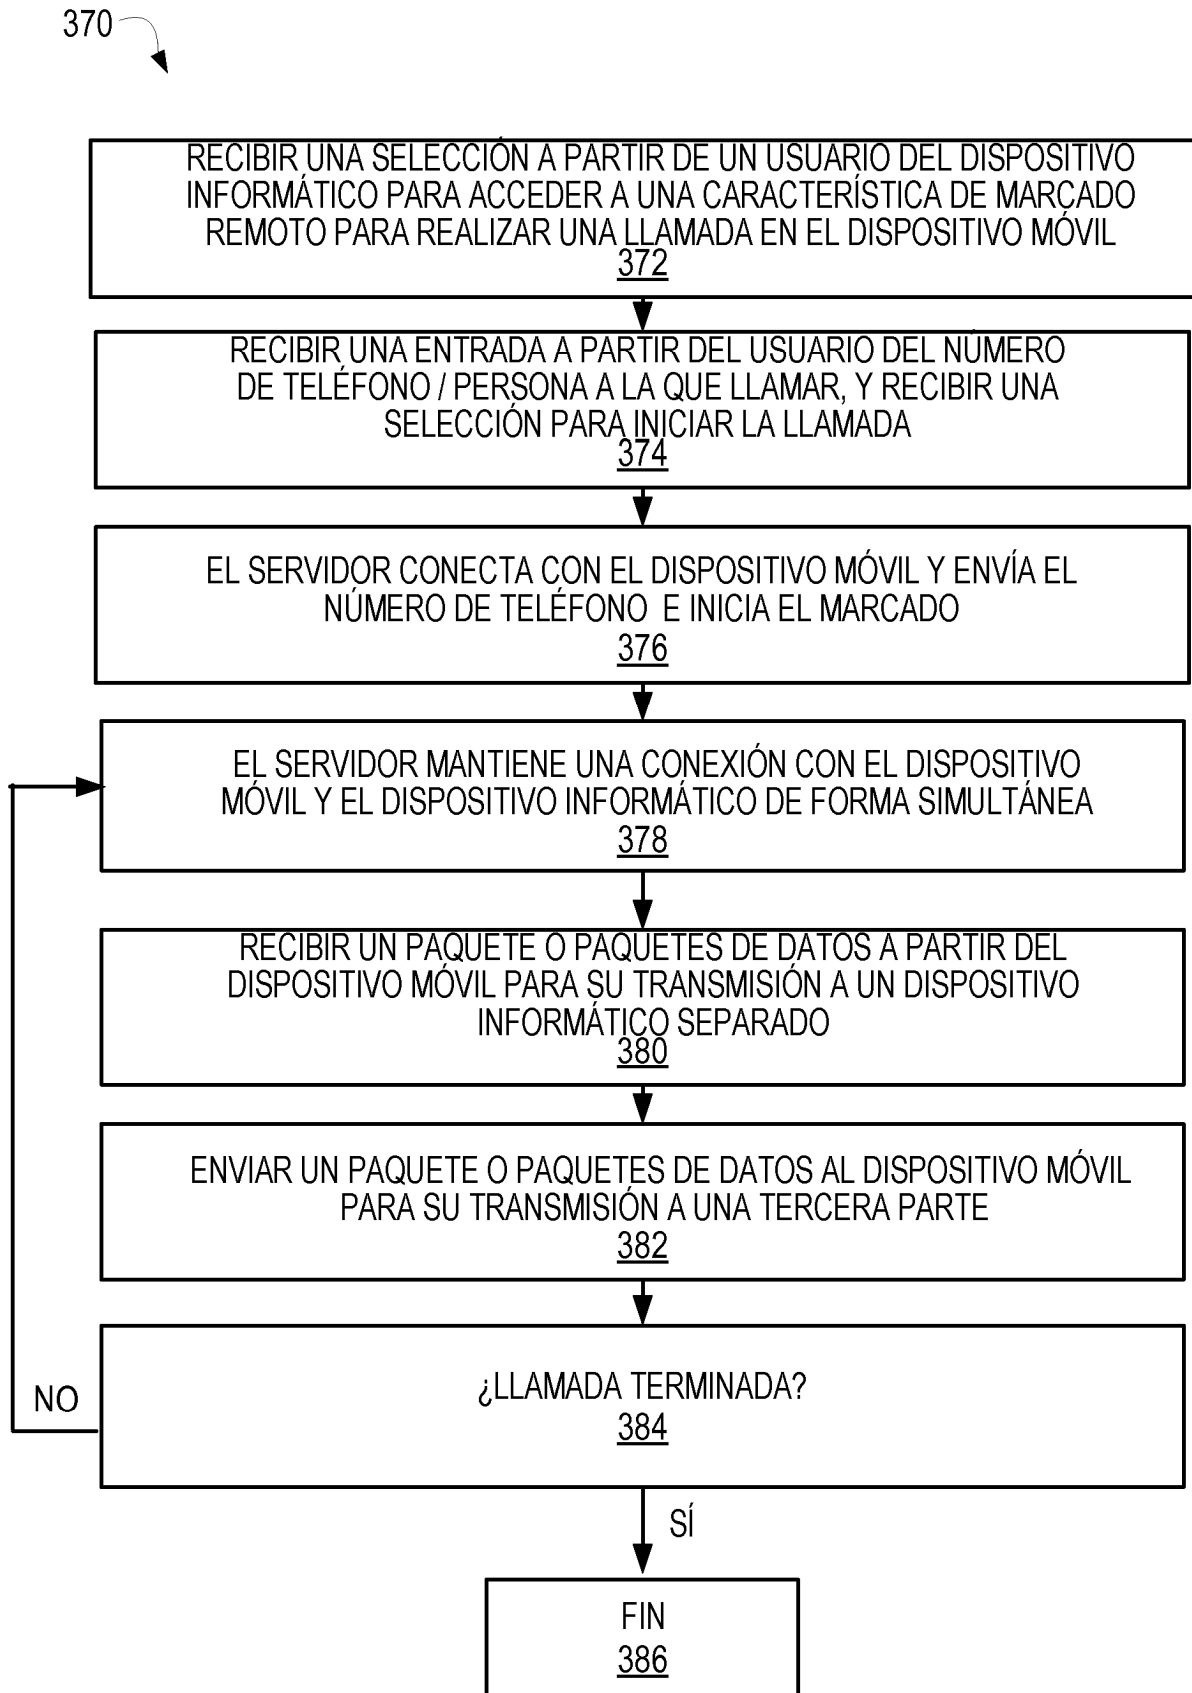 370
RECIBIR UNA SELECCIÓN A PARTIR DE UN USUARIO DEL DISPOSITIVO
INFORMÁTICO PARA ACCEDER A UNA CARACTERÍSTICA DE MARCADO
REMOTO PARA REALIZAR UNA LLAMADA EN EL DISPOSITIVO MÓVIL
372
RECIBIR UNA ENTRADA A PARTIR DEL USUARIO DEL NÚMERO
DE TELÉFONO / PERSONA A LA QUE LLAMAR, Y RECIBIR UNA
SELECCIÓN PARA INICIAR LA LLAMADA
374
EL SERVIDOR CONECTA CON EL DISPOSITIVO MÓVIL Y ENVÍA EL
NÚMERO DE TELÉFONO E INICIA EL MARCADO
376
EL SERVIDOR MANTIENE UNA CONEXIÓN CON EL DISPOSITIVO
MÓVIL Y EL DISPOSITIVO INFORMÁTICO DE FORMA SIMULTÁNEA
378
RECIBIR UN PAQUETE O PAQUETES DE DATOS A PARTIR DEL
DISPOSITIVO MÓVIL PARA SU TRANSMISIÓN A UN DISPOSITIVO
INFORMÁTICO SEPARADO
380
ENVIAR UN PAQUETE O PAQUETES DE DATOS AL DISPOSITIVO MÓVIL
PARA SU TRANSMISIÓN A UNA TERCERA PARTE
382
¿LLAMADA TERMINADA?
384
NO
SÍ
FIN
386